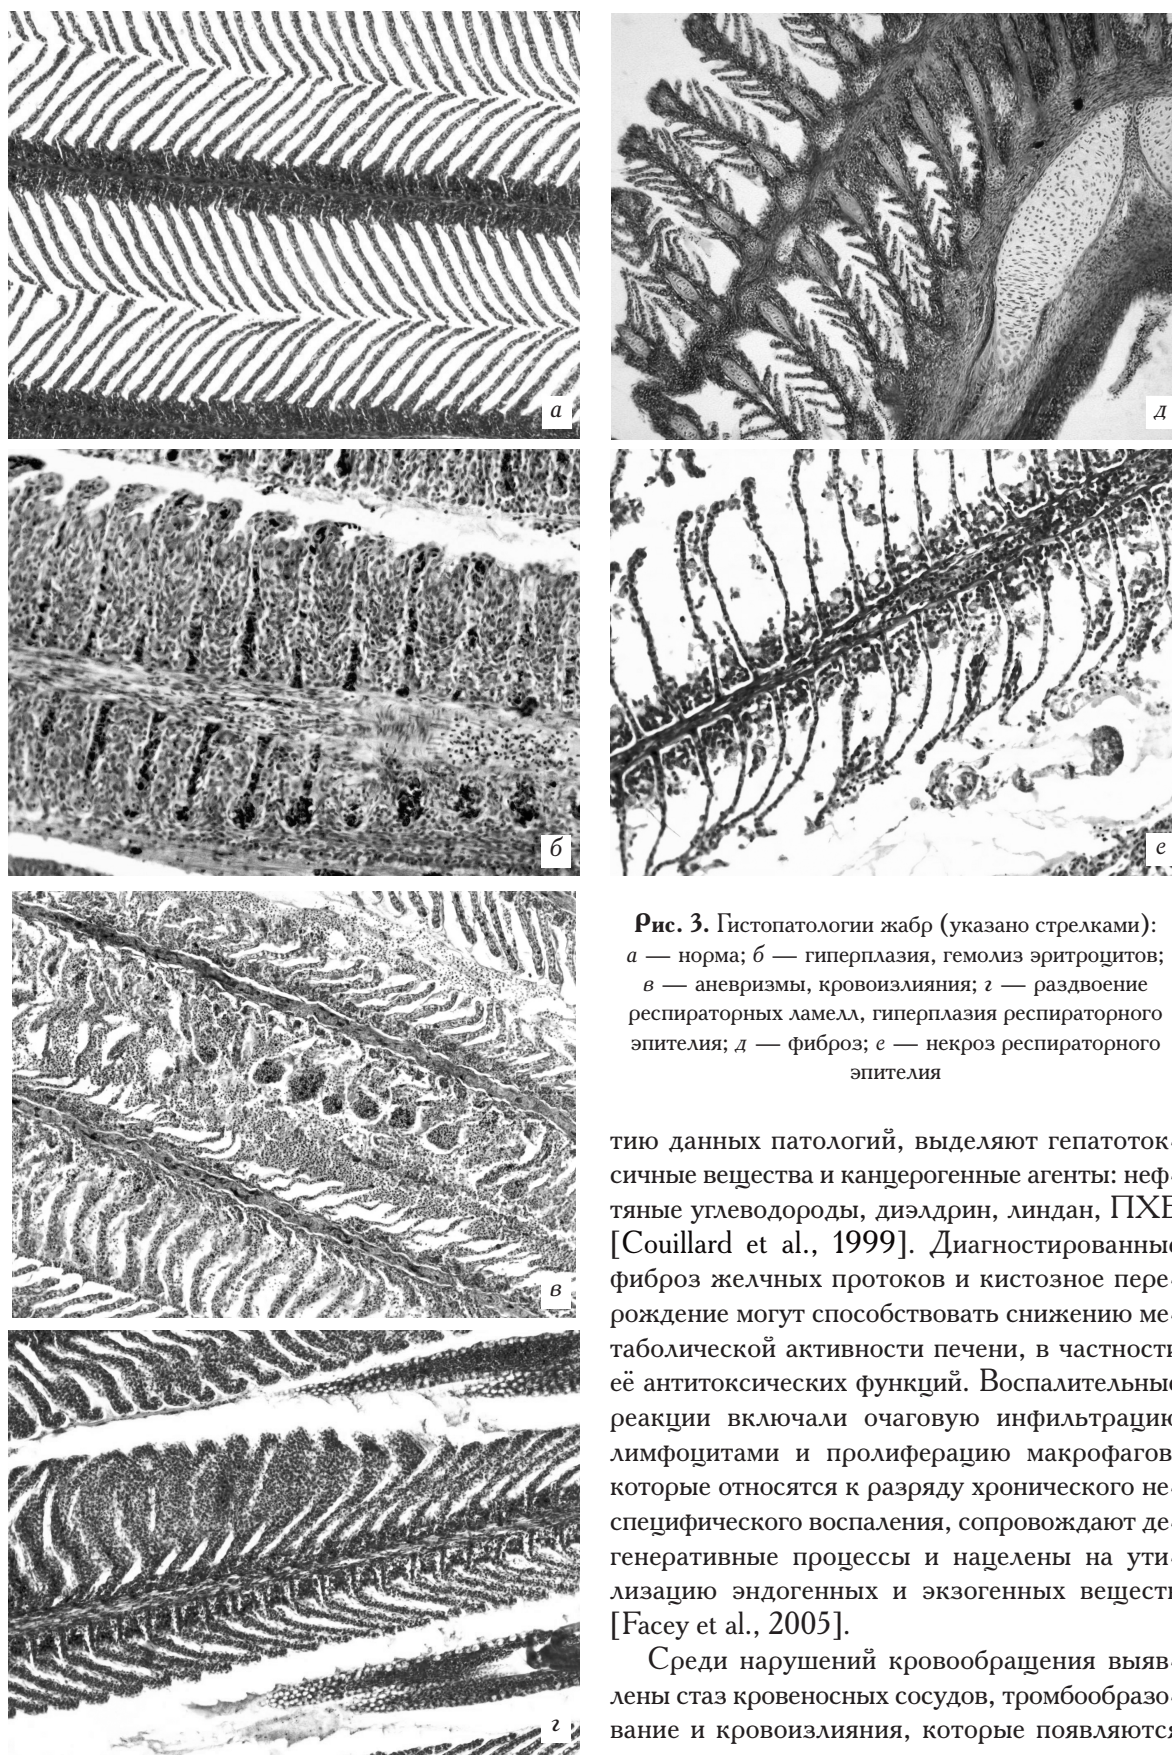 а
д
б
е
в
г
Рис. 3. Гистопатологии жабр (указано стрелками):
а — норма; б — гиперплазия, гемолиз эритроцитов;
в — аневризмы, кровоизлияния; г — раздвоение
респираторных ламелл, гиперплазия респираторного
эпителия; д — фиброз; е — некроз респираторного
эпителия
тию данных патологий, выделяют гепатоток-
сичные вещества и канцерогенные агенты: неф-
тяные углеводороды, диэлдрин, линдан, ПХБ
[Couillard et al., 1999]. Диагностированные
фиброз желчных протоков и кистозное пере-
рождение могут способствовать снижению ме-
таболической активности печени, в частности
её антитоксических функций. Воспалительные
реакции включали очаговую инфильтрацию
лимфоцитами и пролиферацию макрофагов
которые относятся к разряду хронического не-
специфического воспаления, сопровождают де-
генеративные процессы и нацелены на ути-
лизацию эндогенных и экзогенных веществ
[Facey et al., 2005].
Среди нарушений кровообращения выяв-
лены стаз кровеносных сосудов, тромбообразо-
вание и кровоизлияния, которые появляются